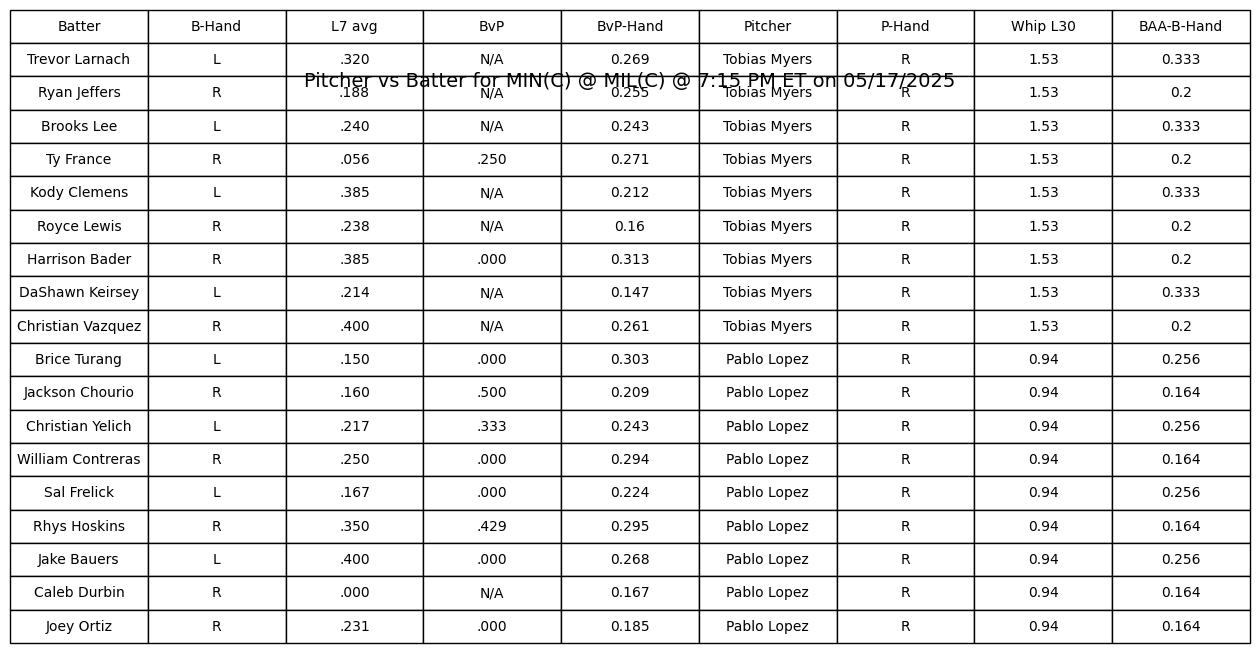 Batter B-Hand L7 avg BvP BvP-Hand Pitcher P-Hand Whip L30 BAA-B-Hand
Trevor Larnach L .320 N/A 0.269 Tobias Myers R 1.53 0.333
Pitcher vs Batter for MIN(C) @ MIL(C) @ 7:15 PM ET on 05/17/2025
Ryan Jeffers R .188 N/A 0.255 Tobias Myers R 1.53 0.2
Brooks Lee L .240 N/A 0.243 Tobias Myers R 1.53 0.333
Ty France R .056 .250 0.271 Tobias Myers R 1.53 0.2
Kody Clemens L .385 N/A 0.212 Tobias Myers R 1.53 0.333
Royce Lewis R .238 N/A 0.16 Tobias Myers R 1.53 0.2
Harrison Bader R .385 .000 0.313 Tobias Myers R 1.53 0.2
DaShawn Keirsey L .214 N/A 0.147 Tobias Myers R 1.53 0.333
Christian Vazquez R .400 N/A 0.261 Tobias Myers R 1.53 0.2
Brice Turang L .150 .000 0.303 Pablo Lopez R 0.94 0.256
Jackson Chourio R .160 .500 0.209 Pablo Lopez R 0.94 0.164
Christian Yelich L .217 .333 0.243 Pablo Lopez R 0.94 0.256
William Contreras R .250 .000 0.294 Pablo Lopez R 0.94 0.164
Sal Frelick L .167 .000 0.224 Pablo Lopez R 0.94 0.256
Rhys Hoskins R .350 .429 0.295 Pablo Lopez R 0.94 0.164
Jake Bauers L .400 .000 0.268 Pablo Lopez R 0.94 0.256
Caleb Durbin R .000 N/A 0.167 Pablo Lopez R 0.94 0.164
Joey Ortiz R .231 .000 0.185 Pablo Lopez R 0.94 0.164